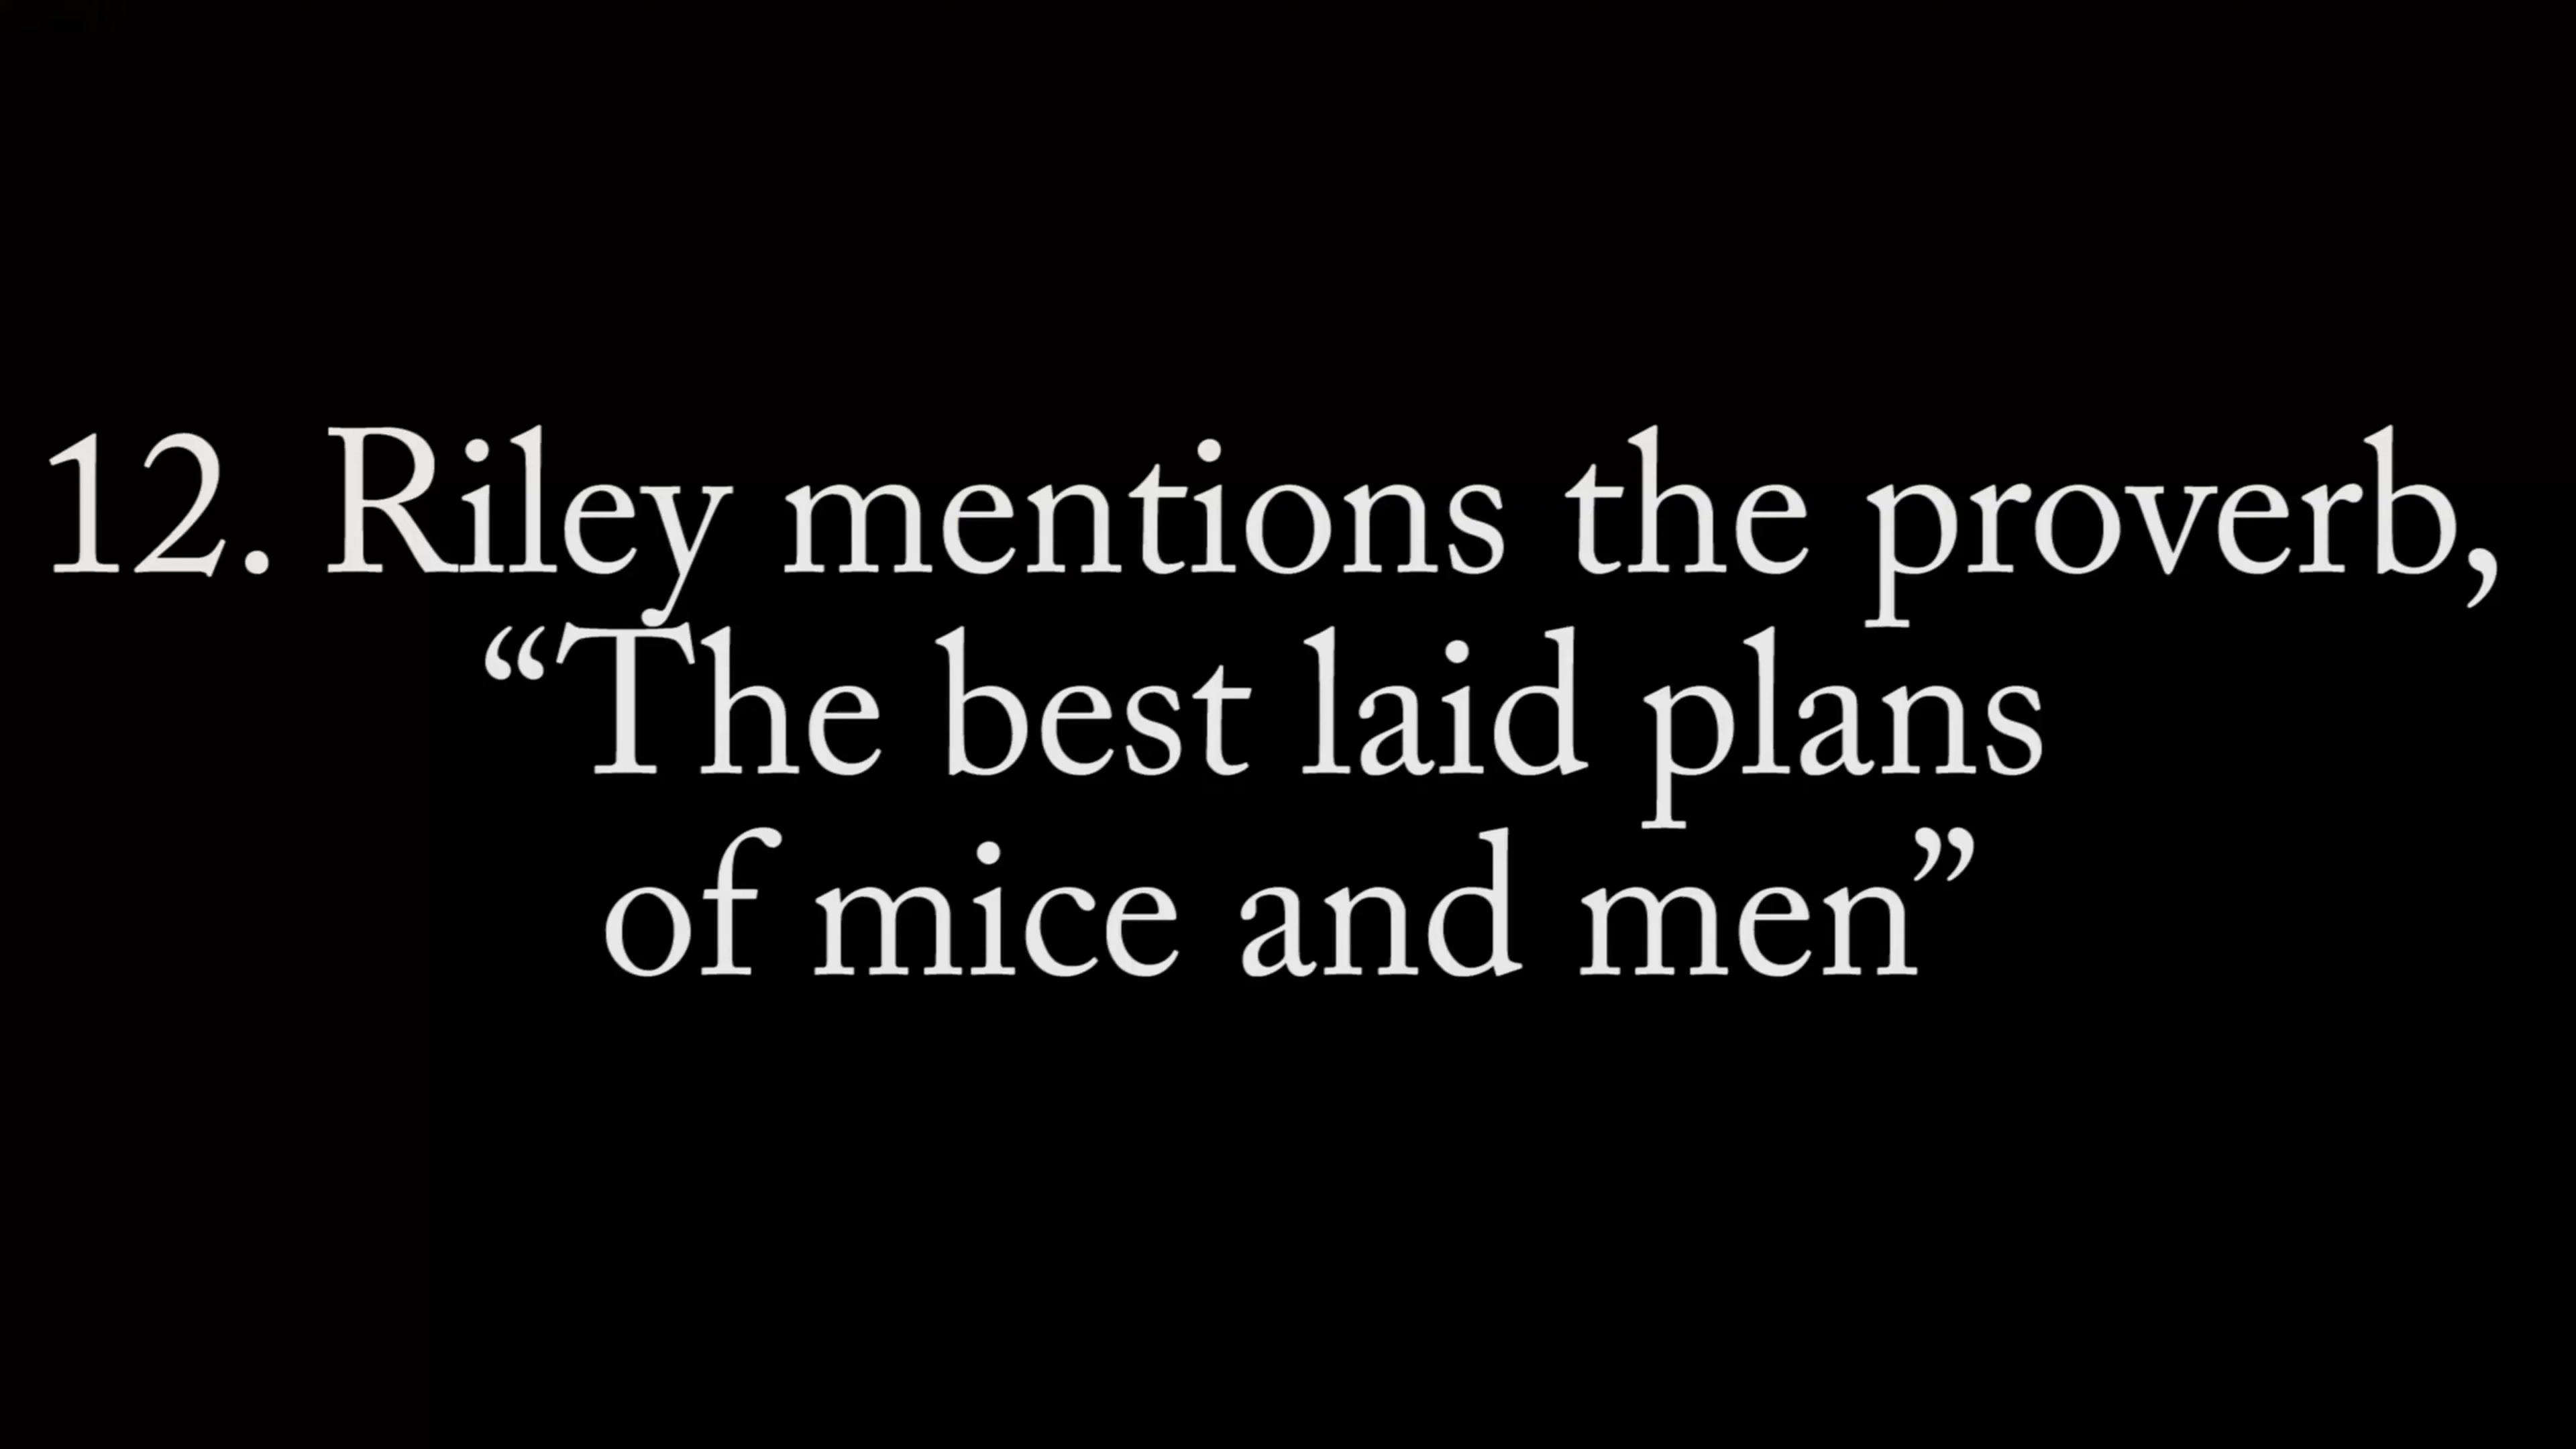 12. Riley mentions the proverb,
“The best laid plans
of mice and men”